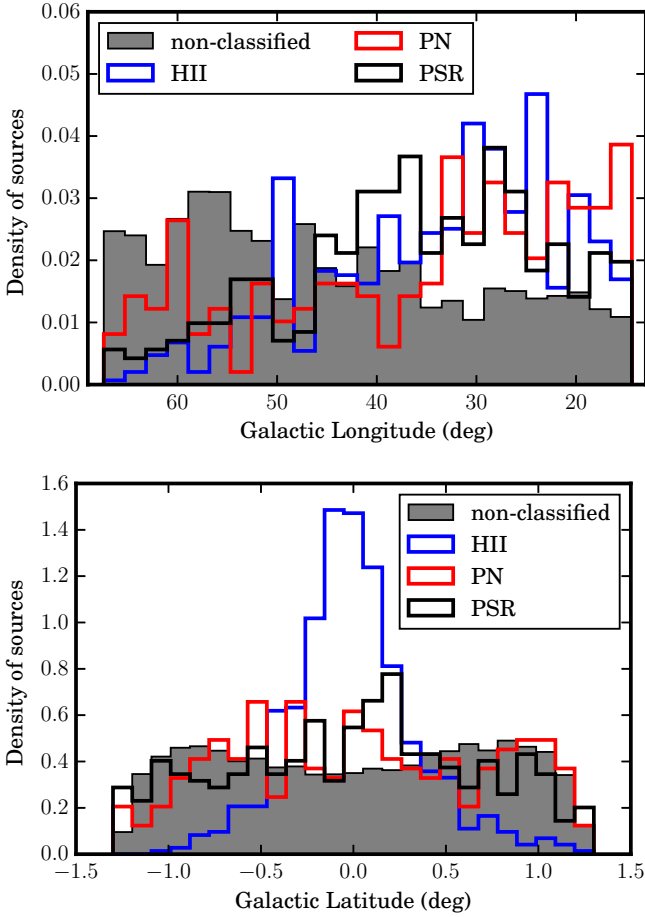 0.06
0.05
0.04
0.03
0.02
0.01
0.00
Density of sources
non-classified
HII
PN
PSR
60
50
40
30
20
Galactic Longitude (deg)
1.6
1.4
1.2
1.0
0.8
0.6
0.4
0.2
0.0
Density of sources
non-classified
HII
PN
PSR
−1.5
−1.0
−0.5
0.0
0.5
1.0
1.5
Galactic Latitude (deg)